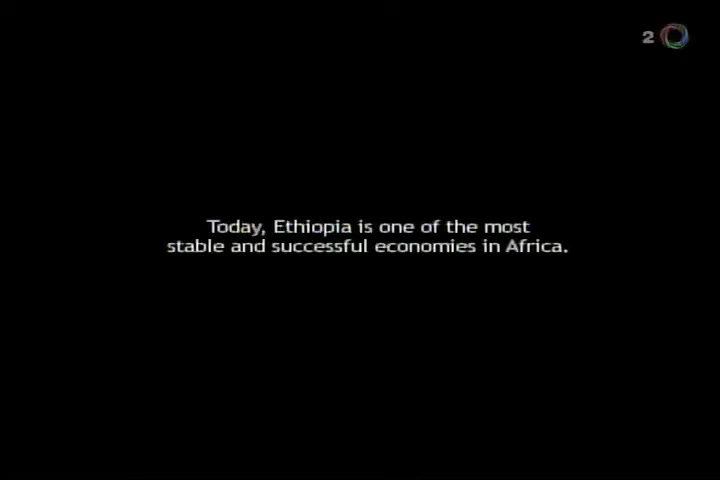 2
Today, Ethiopia is one of the most
stable and successful economies in Africa.